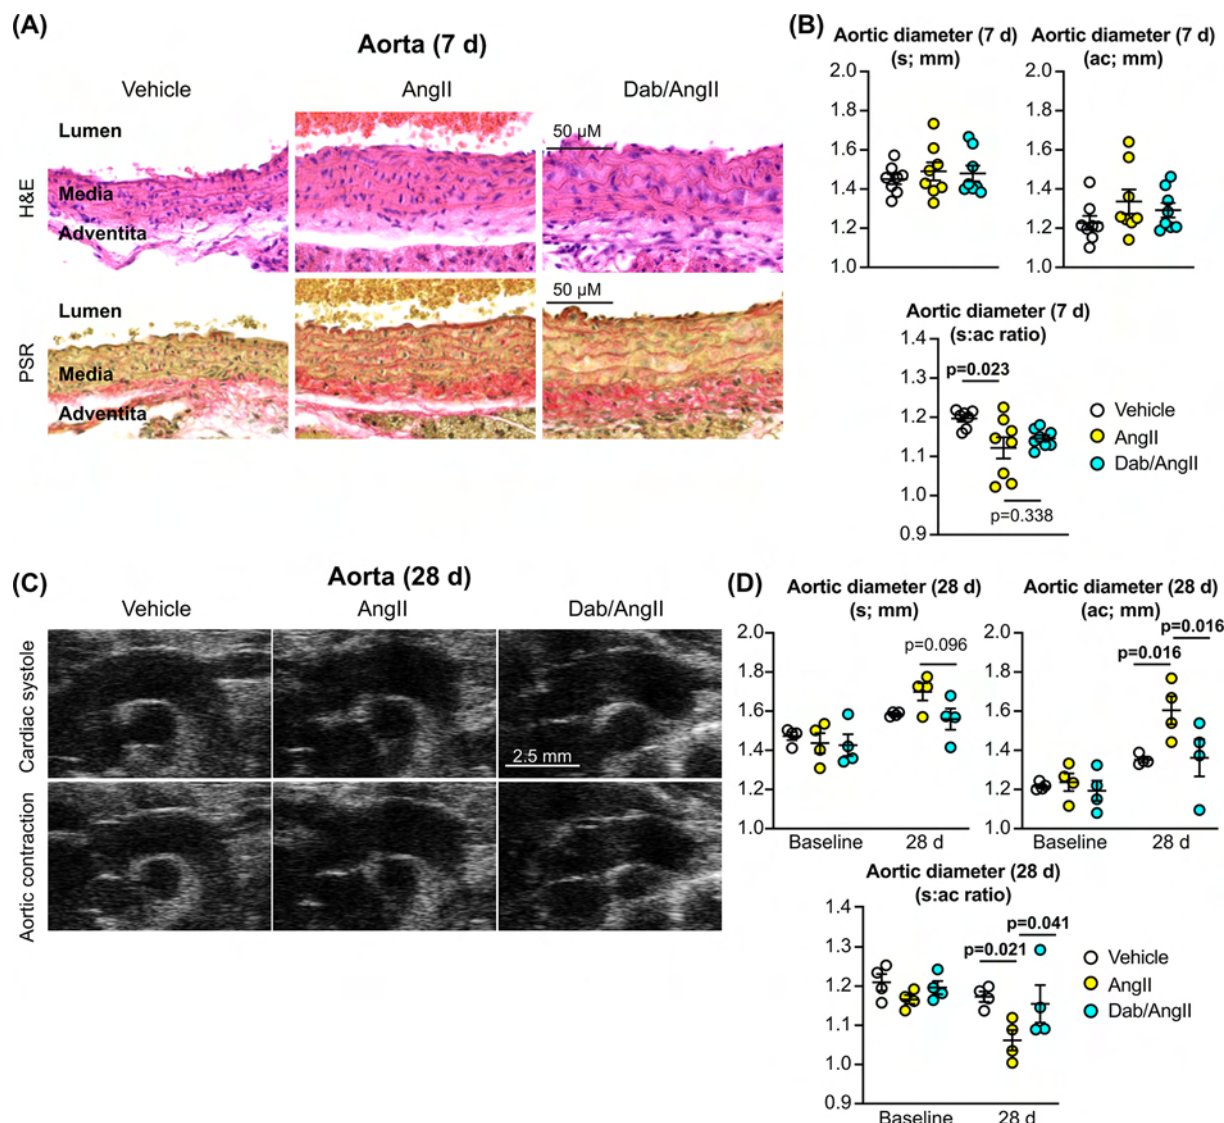 (A)
Aorta (7 d)
Vehicle
AngII
Dab/AngII
H&E
Lumen
Media
Adventita
50 µM
PSR
Lumen
Media
Adventita
50 µM
(B)
Aortic diameter (7 d)
(s; mm)
2.0
1.8
1.6
1.4
1.2
1.0
Aortic diameter (7 d)
(ac; mm)
2.0
1.8
1.6
1.4
1.2
1.0
Aortic diameter (7 d)
(s:ac ratio)
1.4
1.3
1.2
1.1
1.0
0.9
p=0.023
p=0.338
Vehicle
AngII
Dab/AngII
(C)
Aorta (28 d)
Vehicle
AngII
Dab/AngII
Cardiac systole
2.5 mm
Aortic contraction
(D)
Aortic diameter (28 d)
(s; mm)
2.0
1.8
1.6
1.4
1.2
1.0
p=0.096
Baseline
28 d
Aortic diameter (28 d)
(ac; mm)
2.0
1.8
1.6
1.4
1.2
1.0
p=0.016
p=0.016
Baseline
28 d
Aortic diameter (28 d)
(s:ac ratio)
1.4
1.3
1.2
1.1
1.0
0.9
p=0.041
p=0.021
Baseline
28 d
Vehicle
AngII
Dab/AngII